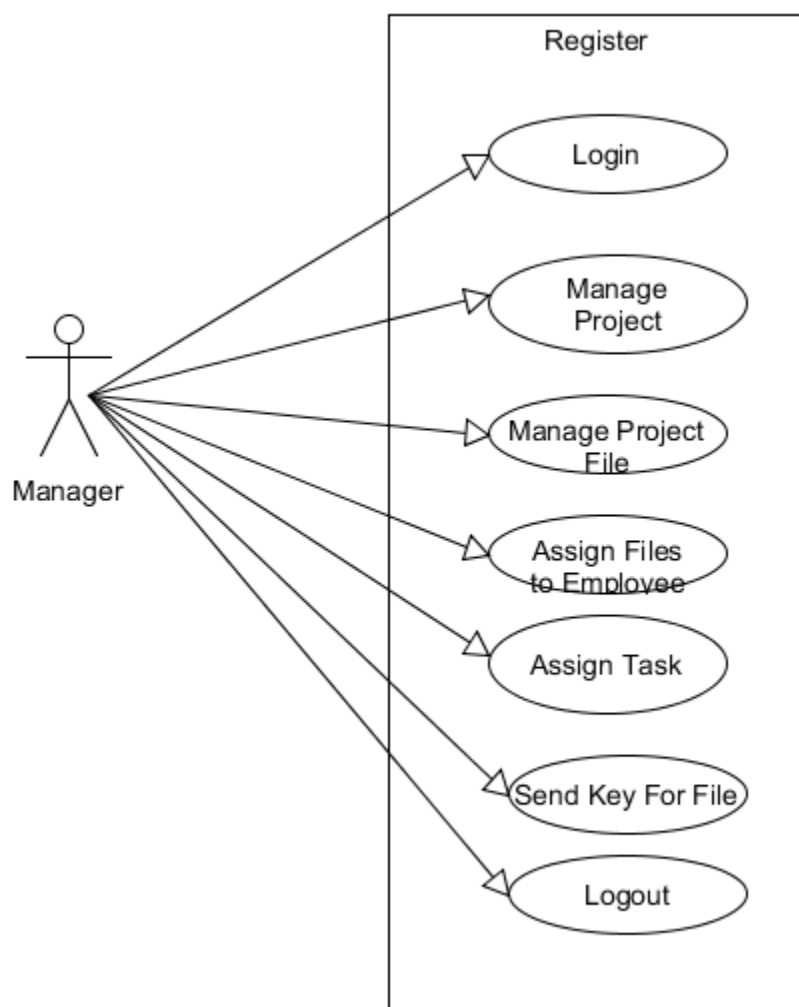 Register
Login
Manage
Project
Manage Project
File
Assign Files
to Employee
Assign Task
Send Key For File
Logout
Manager